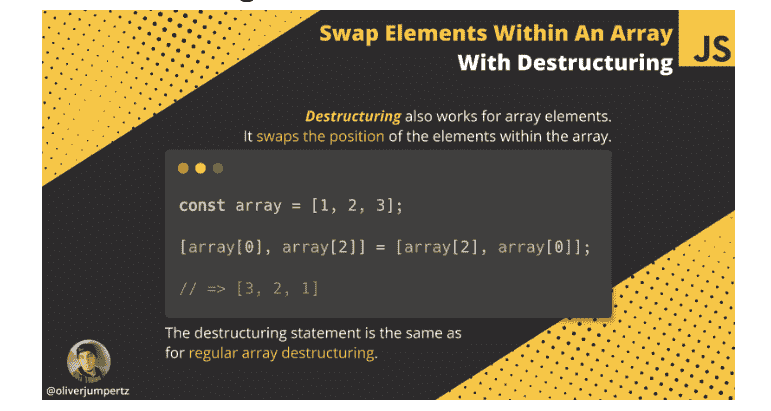 Swap Elements Within An Array
With Destructuring
JS
Destructuring also works for array elements.
It swaps the position of the elements within the array.
const array = [1, 2, 3];
[array[0], array[2]] = [array[2], array[0]];
// => [3, 2, 1]
The destructuring statement is the same as
for regular array destructuring.
@oliverjumpertz